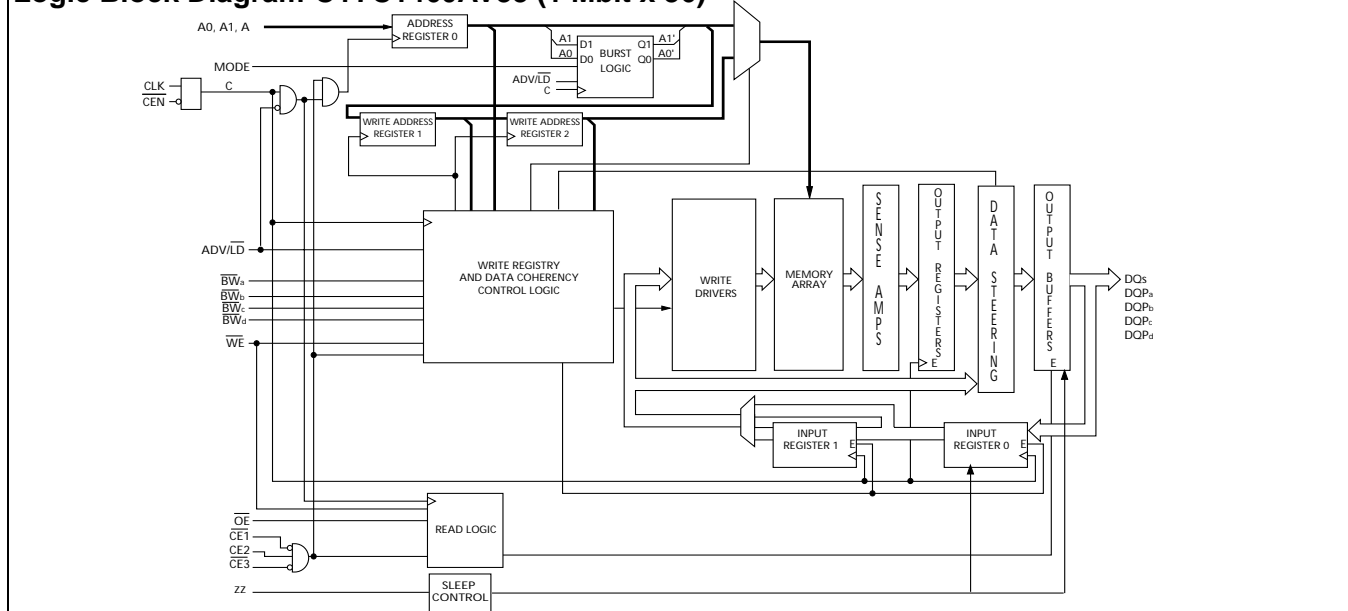 A0, A1, A
ADDRESS
REGISTER 0
A1
A0
D1
D0
BURST
LOGIC
Q1
Q0
A1'
A0'
MODE
ADV/LD
C
CLK
CEN
C
WRITE ADDRESS
REGISTER 1
WRITE ADDRESS
REGISTER 2
ADV/LD
BWa
BWb
BWc
BWd
WE
WRITE REGISTRY
AND DATA COHERENCY
CONTROL LOGIC
WRITE
DRIVERS
MEMORY
ARRAY
SENSE AMPS
OUTPUT REGISTERS
E
DATA STEERING
OUTPUT BUFFERS
E
DQs
DQPa
DQPb
DQPc
DQPd
INPUT
REGISTER 1
E
INPUT
REGISTER 0
E
OE
CE1
CE2
CE3
READ LOGIC
ZZ
SLEEP
CONTROL